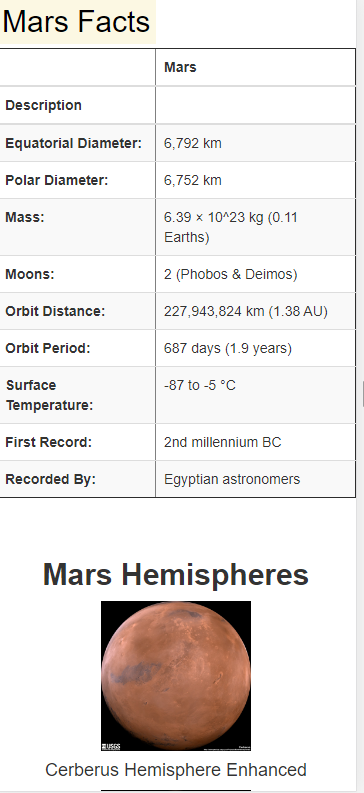 Mars Facts
Mars
Description
Equatorial Diameter: 6,792 km
Polar Diameter: 6,752 km
Mass: 6.39 × 10^23 kg (0.11
Earths)
Moons: 2 (Phobos & Deimos)
Orbit Distance: 227,943,824 km (1.38 AU)
Orbit Period: 687 days (1.9 years)
Surface -87 to -5 °C
Temperature:
First Record: 2nd millennium BC
Recorded By: Egyptian astronomers
Mars Hemispheres
USGS
Cerberus Hemisphere Enhanced